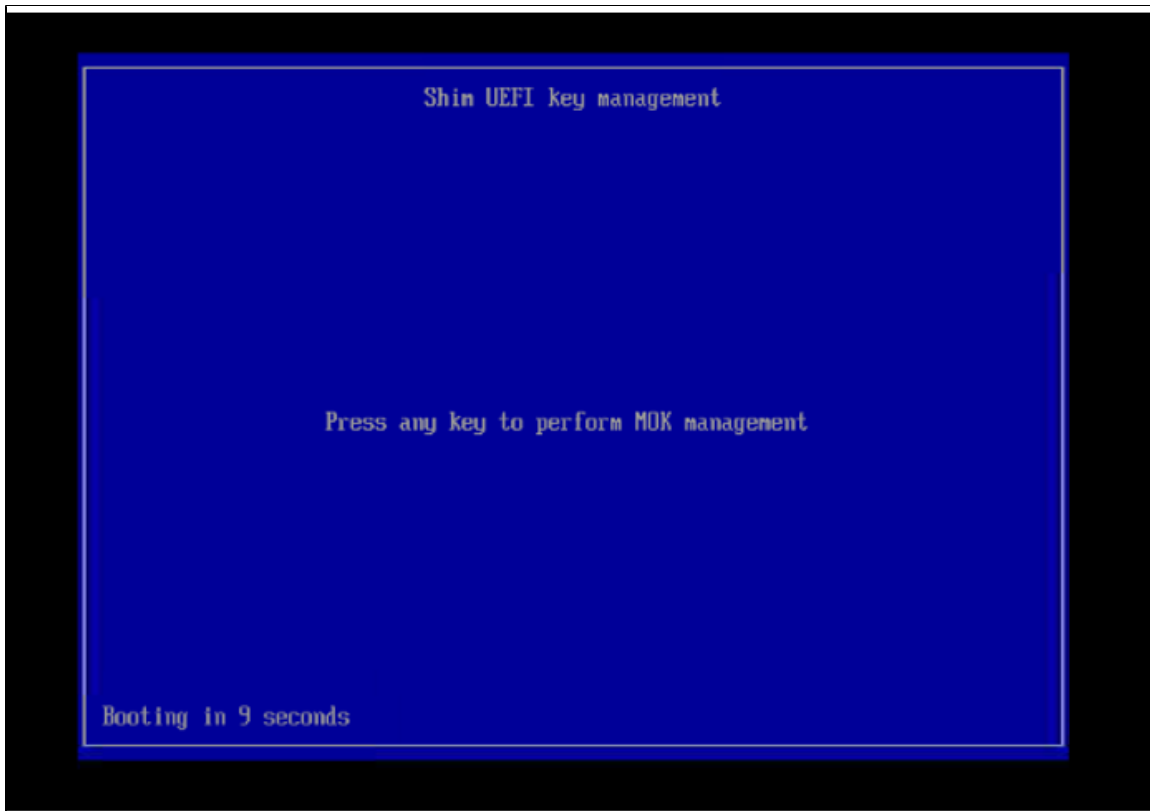 Shim UEFI key management
Press any key to perform MOK management
Booting in 9 seconds